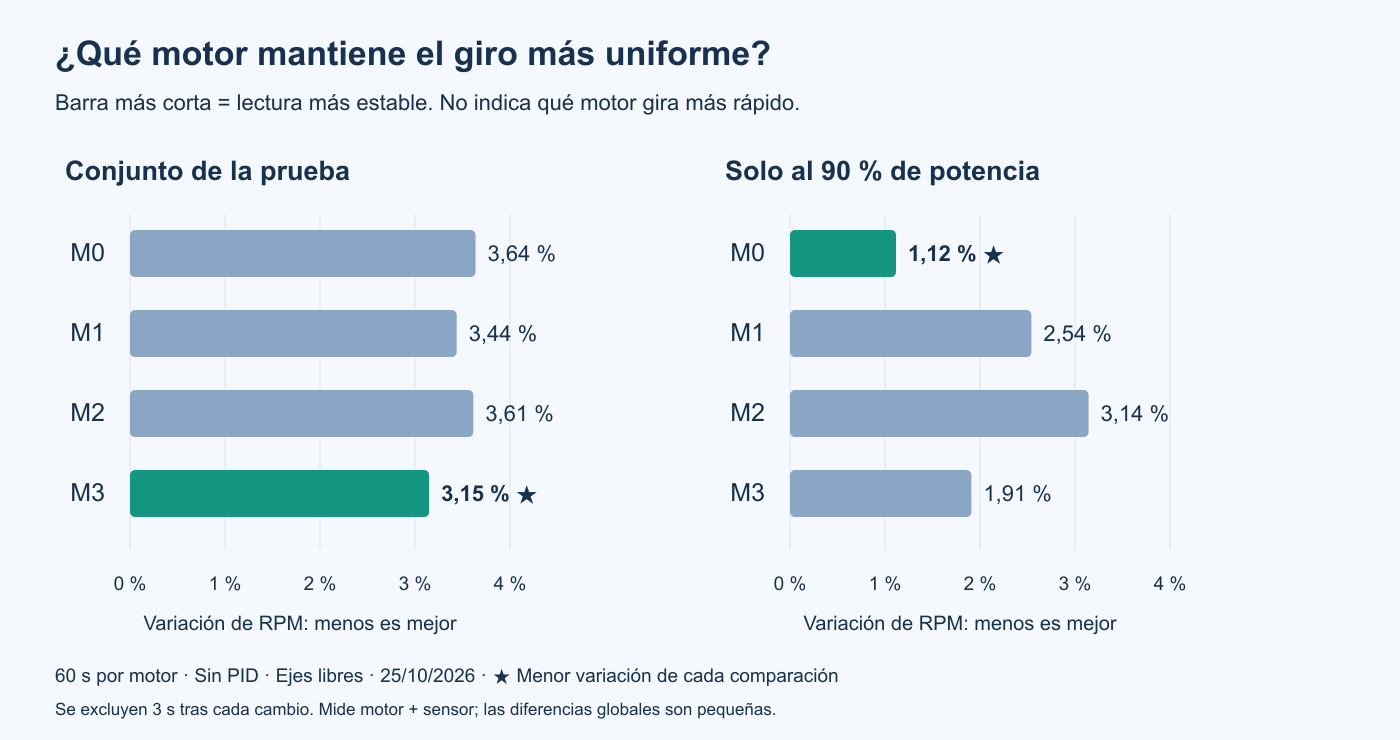 ¿Qué motor mantiene el giro más uniforme?
Barra más corta = lectura más estable. No indica qué motor gira más rápido.
Conjunto de la prueba
M0 3,64 %
M1 3,44 %
M2 3,61 %
M3 3,15 % ★
0 % 1 % 2 % 3 % 4 %
Variación de RPM: menos es mejor
Solo al 90 % de potencia
M0 1,12 % ★
M1 2,54 %
M2 3,14 %
M3 1,91 %
0 % 1 % 2 % 3 % 4 %
Variación de RPM: menos es mejor
60 s por motor · Sin PID · Ejes libres · 25/10/2026 · ★ Menor variación de cada comparación
Se excluyen 3 s tras cada cambio. Mide motor + sensor; las diferencias globales son pequeñas.